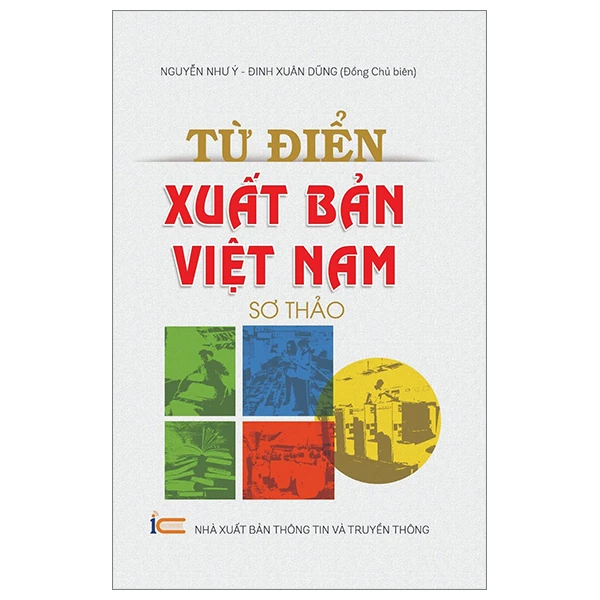 NGUYỄN NHƯ Ý - ĐINH XUÂN DŨNG (Đồng Chủ biên)
TỪ ĐIỂN
XUẤT BẢN
VIỆT NAM
SƠ THẢO
iC NHÀ XUẤT BẢN THÔNG TIN VÀ TRUYỀN THÔNG